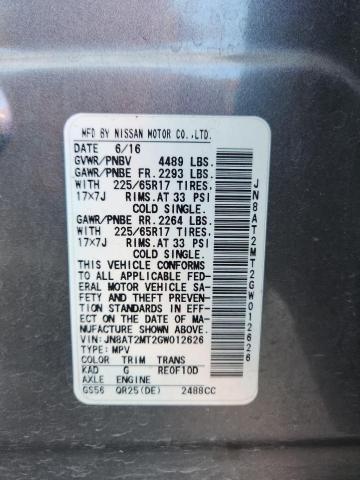 MFD BY NISSAN MOTOR CO.,LTD.
DATE 6/16
GVWR/PNBV 4489 LBS.
GAWR/PNBE FR. 2293 LBS.
WITH 225/65R17 TIRES,
17×7J RIMS.AT 33 PSI
COLD SINGLE.
GAWR/PNBE RR. 2264 LBS.
WITH 225/65R17 TIRES,
17×7J RIMS.AT 33 PSI
COLD SINGLE.
THIS VEHICLE CONFORMS
TO ALL APPLICABLE FED-
ERAL MOTOR VEHICLE SA-
FETY AND THEFT PREVENTION
STANDARDS IN EFF-
ECT ON THE DATE OF MA-
NUFACTURE SHOWN ABOVE.
VIN:JN8AT2MT2GW012626
TYPE:MPV
COLOR TRIM TRANS
KAD G RE0F10D
AXLE ENGINE
GS56 QR25(DE) 2488CC
JN8AT2MT2GW012626